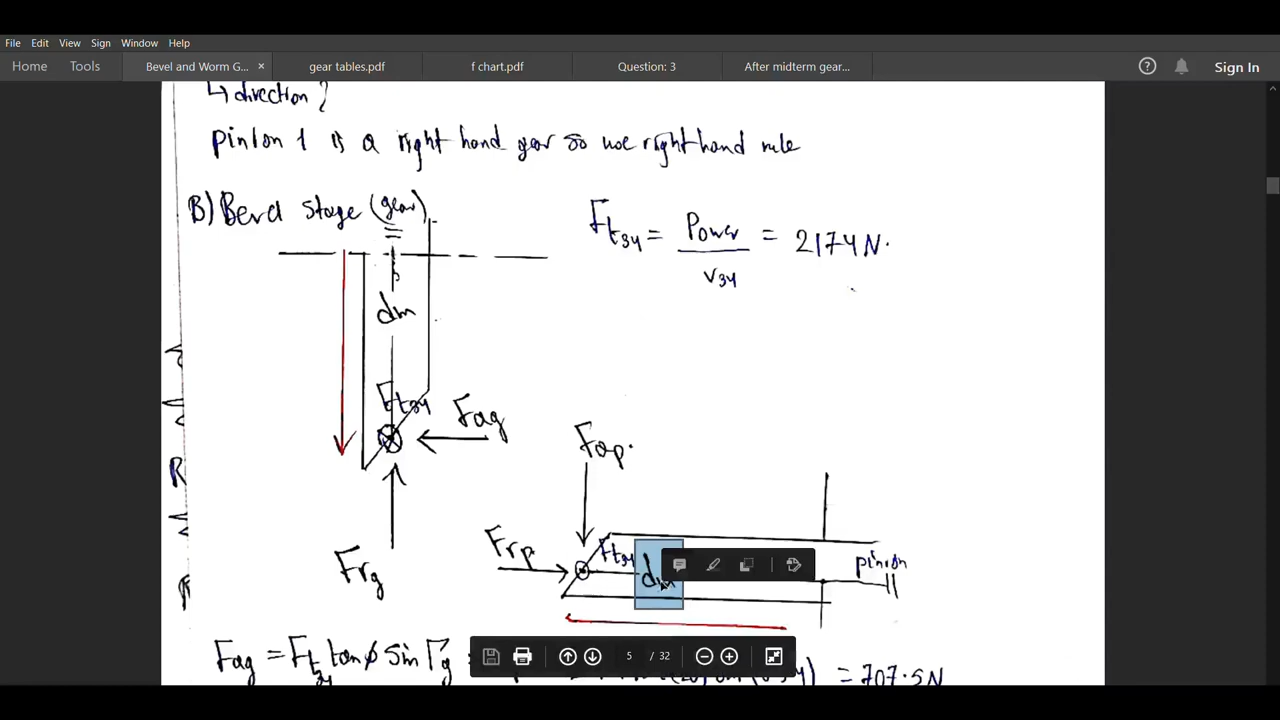 File Edit View Sign Window Help
Home Tools Bevel and Worm G... × gear tables.pdf f chart.pdf Question: 3 After midterm gear... Sign In
↳ direction ?
pinion 1 is a right hand gear so use right hand rule
B) Bevel stage (gear)
Ft34 = Power / V34 = 2174 N.
dm
Ft34
Fag
Fap.
Frp
Ft34
dm
pinion
Frg
5 / 32
Fag = Ft34 tanφ sin Γg = = 707.5N